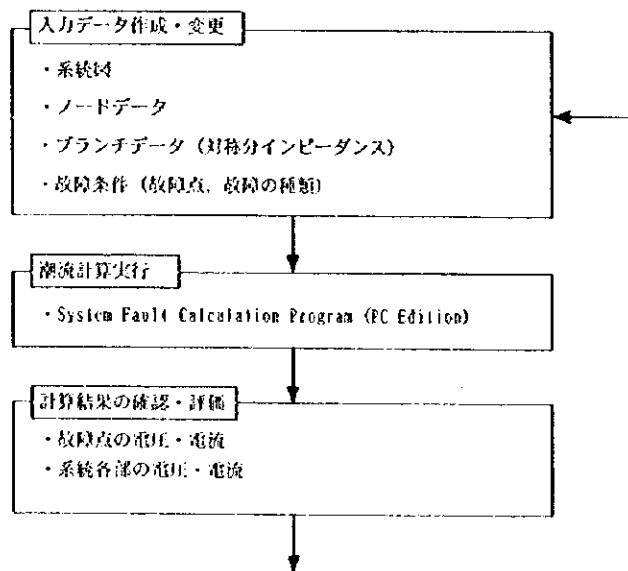 入力データ作成・変更
・系統図
・ノードデータ
・ブランチデータ (対称分インピーダンス)
・故障条件 (故障点、故障の種類)
潮流計算実行
・System Fault Calculation Program (PC Edition)
計算結果の確認・評価
・故障点の電圧・電流
・系統各部の電圧・電流